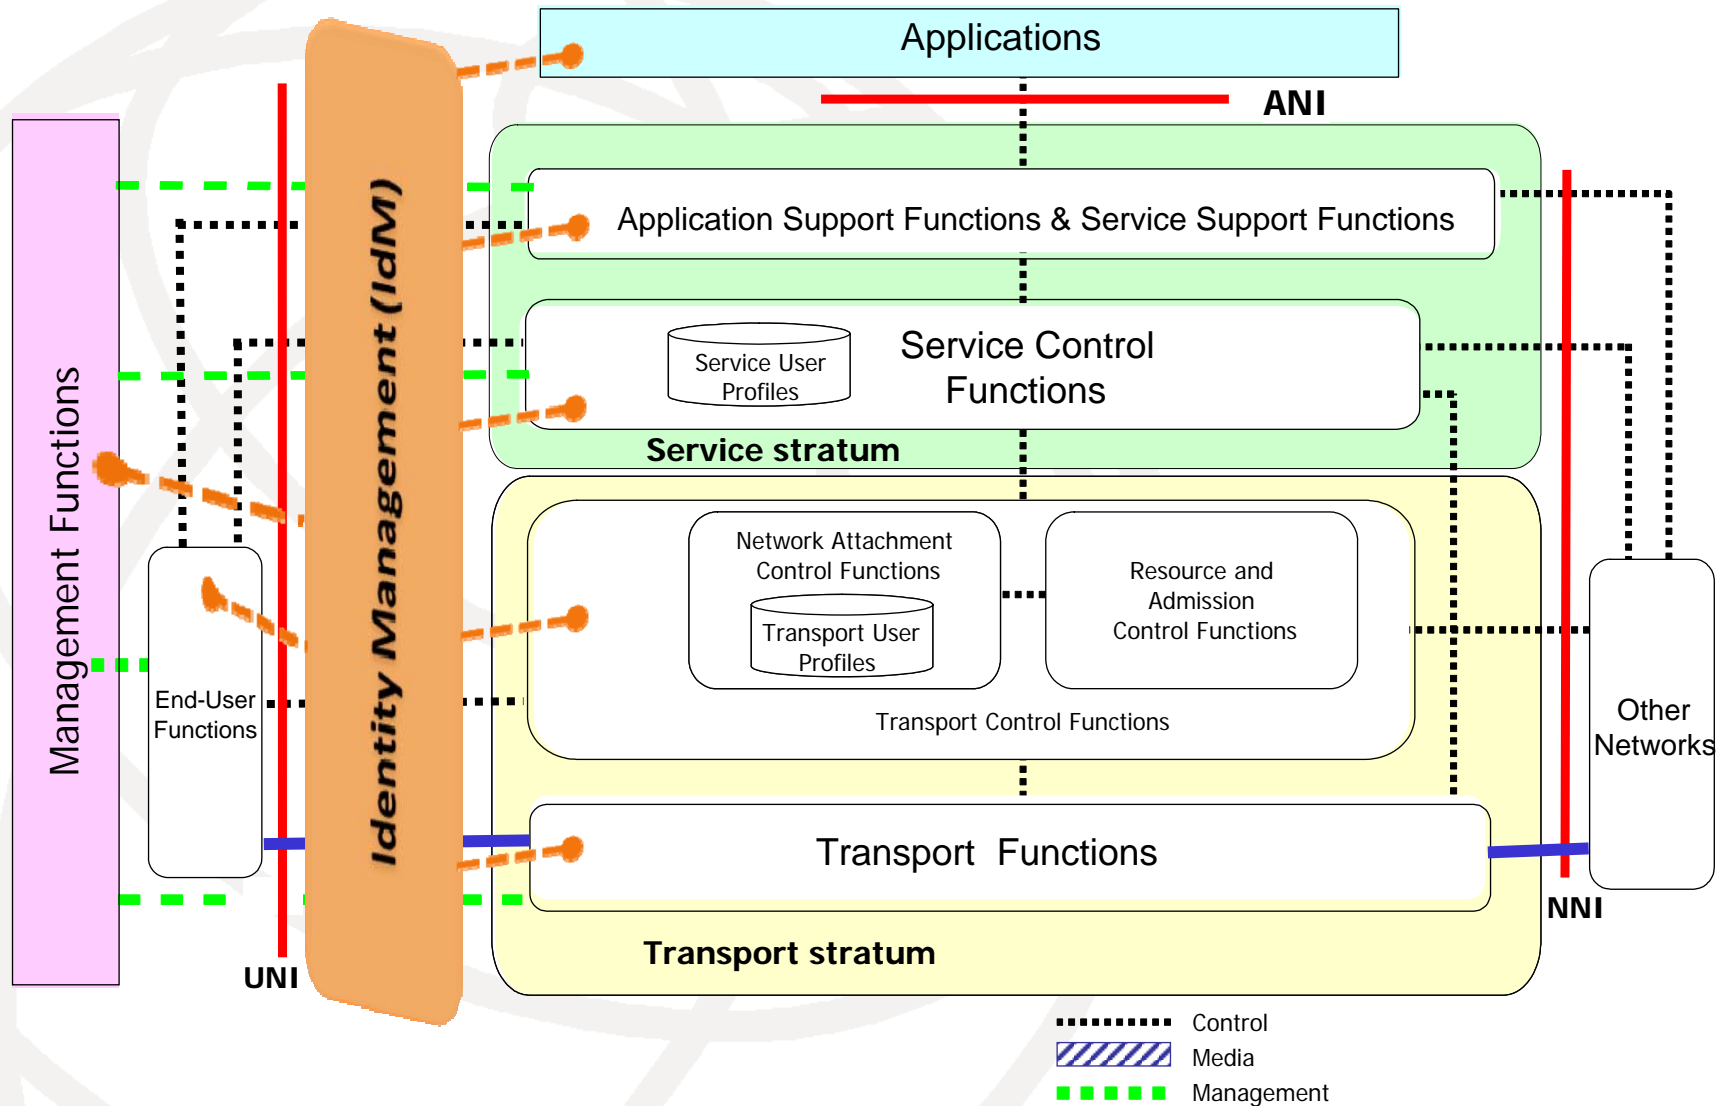 Applications
ANI
Application Support Functions & Service Support Functions
Service User
Profiles
Service Control
Functions
Service stratum
Management Functions
Identity Management (IdM)
Network Attachment
Control Functions
Transport User
Profiles
Resource and
Admission
Control Functions
Transport Control Functions
End-User
Functions
Other
Networks
Transport Functions
NNI
Transport stratum
UNI
Control
Media
Management